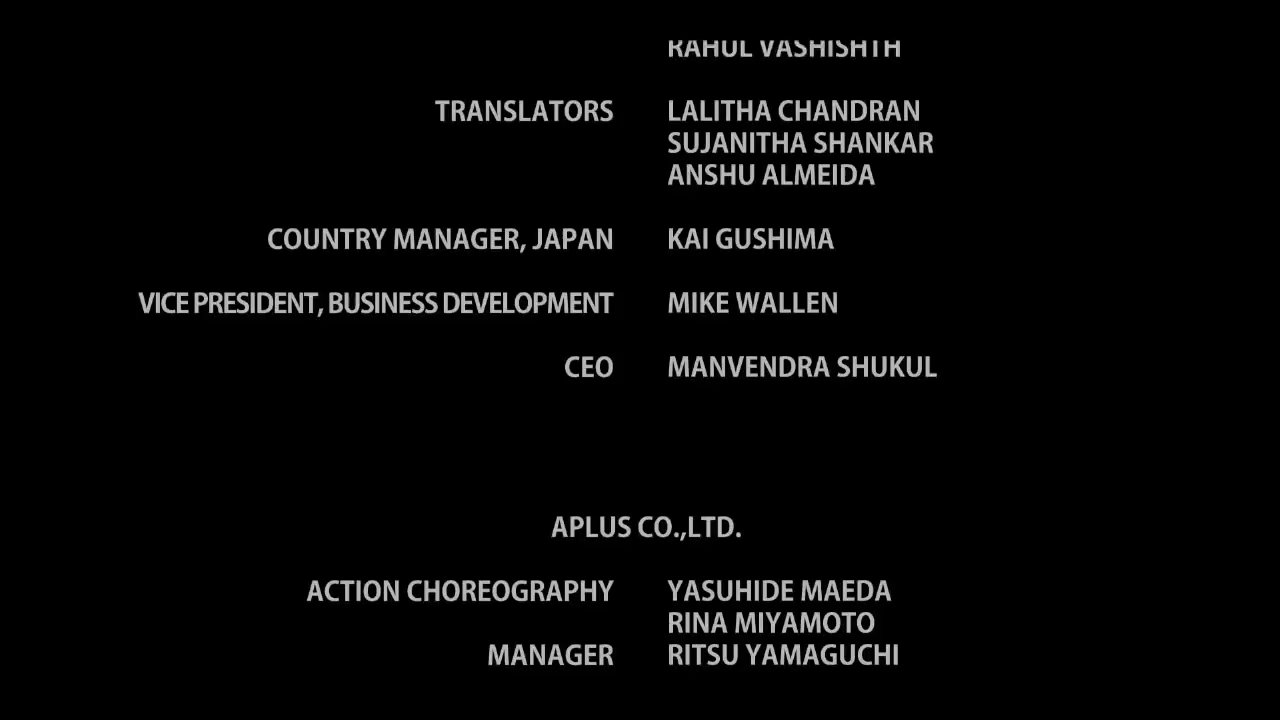 RAHUL VASHISHTH
TRANSLATORS LALITHA CHANDRAN
SUJANITHA SHANKAR
ANSHU ALMEIDA
COUNTRY MANAGER, JAPAN KAI GUSHIMA
VICE PRESIDENT, BUSINESS DEVELOPMENT MIKE WALLEN
CEO MANVENDRA SHUKUL
APLUS CO.,LTD.
ACTION CHOREOGRAPHY YASUHIDE MAEDA
RINA MIYAMOTO
MANAGER RITSU YAMAGUCHI